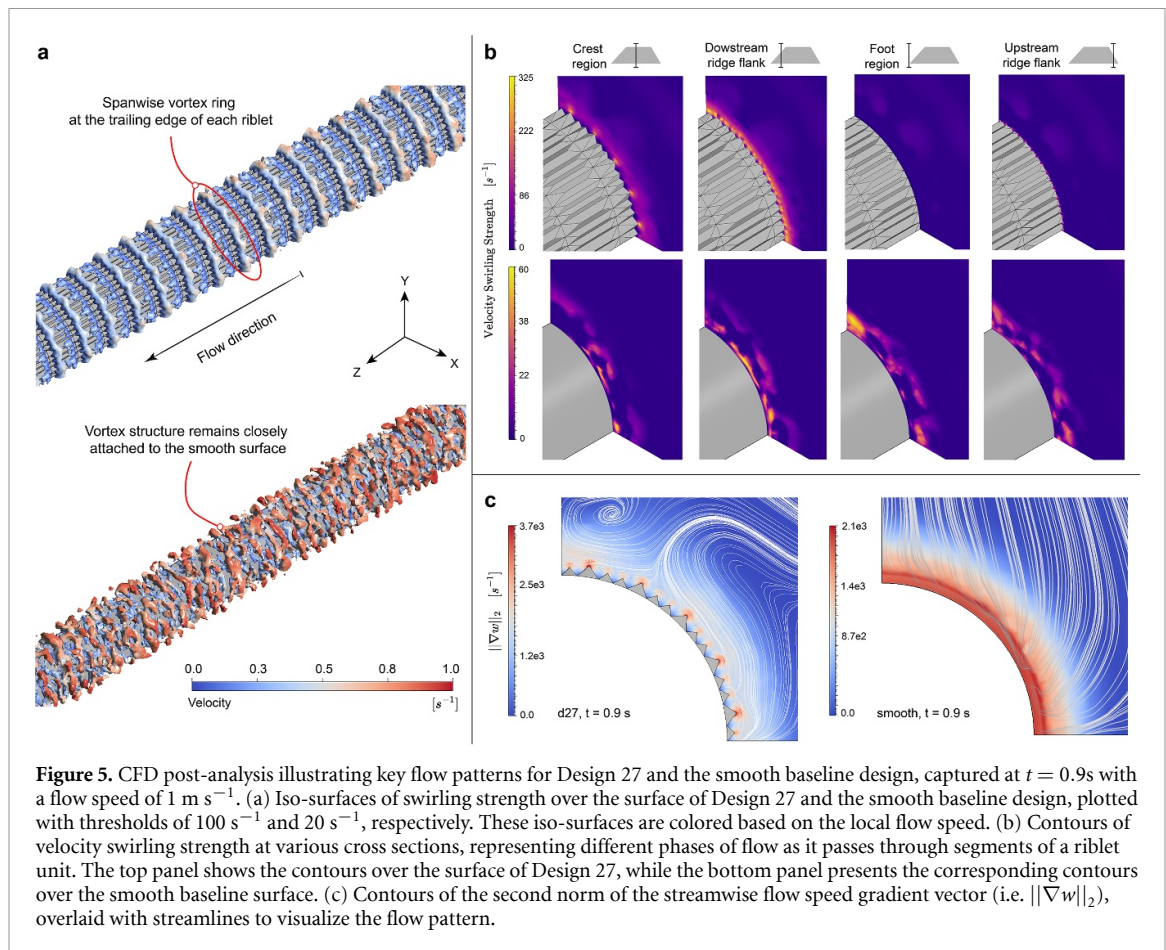 a
Spanwise vortex ring
at the trailing edge of each riblet
Flow direction
Y
X
Z
Vortex structure remains closely
attached to the smooth surface
0.0 0.3 0.5 0.8 1.0
Velocity [s⁻¹]
b
Crest
region
Dowstream
ridge flank
Foot
region
Upstream
ridge flank
325
222
86
0
Velocity Swirling Strength [s⁻¹]
60
38
22
0
c
3.7e3
2.5e3
1.2e3
0.0
||∇w||₂ [s⁻¹]
d27, t = 0.9 s
2.1e3
1.4e3
8.7e2
0.0
smooth, t = 0.9 s
Figure 5. CFD post-analysis illustrating key flow patterns for Design 27 and the smooth baseline design, captured at t = 0.9s with
a flow speed of 1 m s⁻¹. (a) Iso-surfaces of swirling strength over the surface of Design 27 and the smooth baseline design, plotted
with thresholds of 100 s⁻¹ and 20 s⁻¹, respectively. These iso-surfaces are colored based on the local flow speed. (b) Contours of
velocity swirling strength at various cross sections, representing different phases of flow as it passes through segments of a riblet
unit. The top panel shows the contours over the surface of Design 27, while the bottom panel presents the corresponding contours
over the smooth baseline surface. (c) Contours of the second norm of the streamwise flow speed gradient vector (i.e. ||∇w||₂),
overlaid with streamlines to visualize the flow pattern.